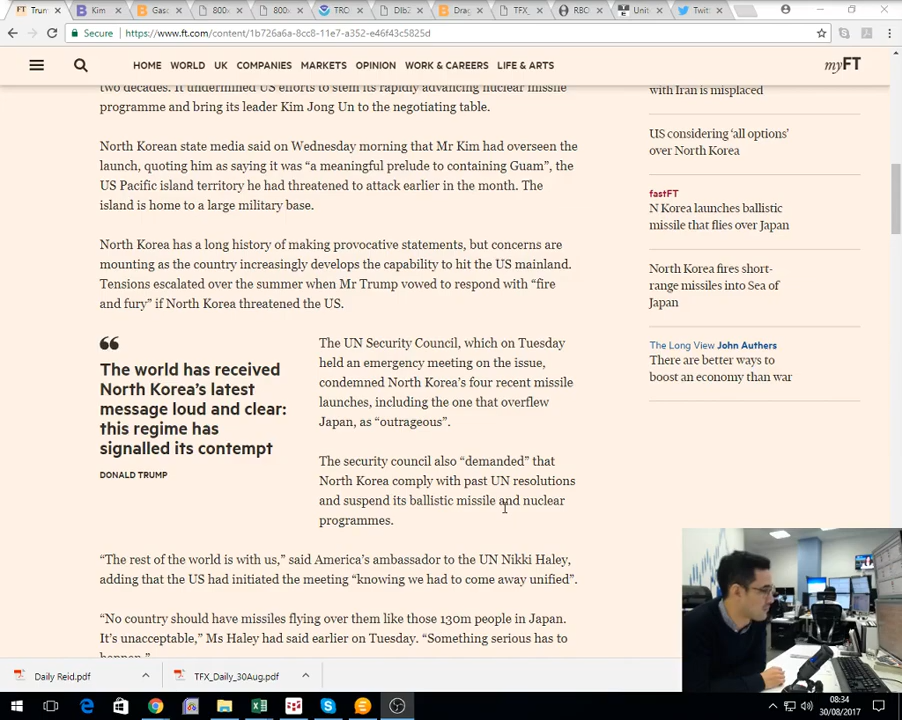 Trum
Kim
Gaso
800
800
TRO
DIb2
Drag
TFX_
RBC
Unit
Twitt
Secure
https://www.ft.com/content/1b726a6a-8cc8-11e7-a352-e46f43c5825d
HOME WORLD UK COMPANIES MARKETS OPINION WORK & CAREERS LIFE & ARTS
myFT
two decades. It undermined US efforts to stem its rapidly advancing nuclear missile
programme and bring its leader Kim Jong Un to the negotiating table.
North Korean state media said on Wednesday morning that Mr Kim had overseen the
launch, quoting him as saying it was “a meaningful prelude to containing Guam”, the
US Pacific island territory he had threatened to attack earlier in the month. The
island is home to a large military base.
North Korea has a long history of making provocative statements, but concerns are
mounting as the country increasingly develops the capability to hit the US mainland.
Tensions escalated over the summer when Mr Trump vowed to respond with “fire
and fury” if North Korea threatened the US.
The world has received
North Korea’s latest
message loud and clear:
this regime has
signalled its contempt
DONALD TRUMP
The UN Security Council, which on Tuesday
held an emergency meeting on the issue,
condemned North Korea’s four recent missile
launches, including the one that overflew
Japan, as “outrageous”.
The security council also “demanded” that
North Korea comply with past UN resolutions
and suspend its ballistic missile and nuclear
programmes.
“The rest of the world is with us,” said America’s ambassador to the UN Nikki Haley,
adding that the US had initiated the meeting “knowing we had to come away unified”.
“No country should have missiles flying over them like those 130m people in Japan.
It’s unacceptable,” Ms Haley had said earlier on Tuesday. “Something serious has to
happen.”
with Iran is misplaced
US considering ‘all options’
over North Korea
fastFT
N Korea launches ballistic
missile that flies over Japan
North Korea fires short-
range missiles into Sea of
Japan
The Long View John Authers
There are better ways to
boost an economy than war
Daily Reid.pdf
TFX_Daily_30Aug.pdf
08:34
30/08/2017